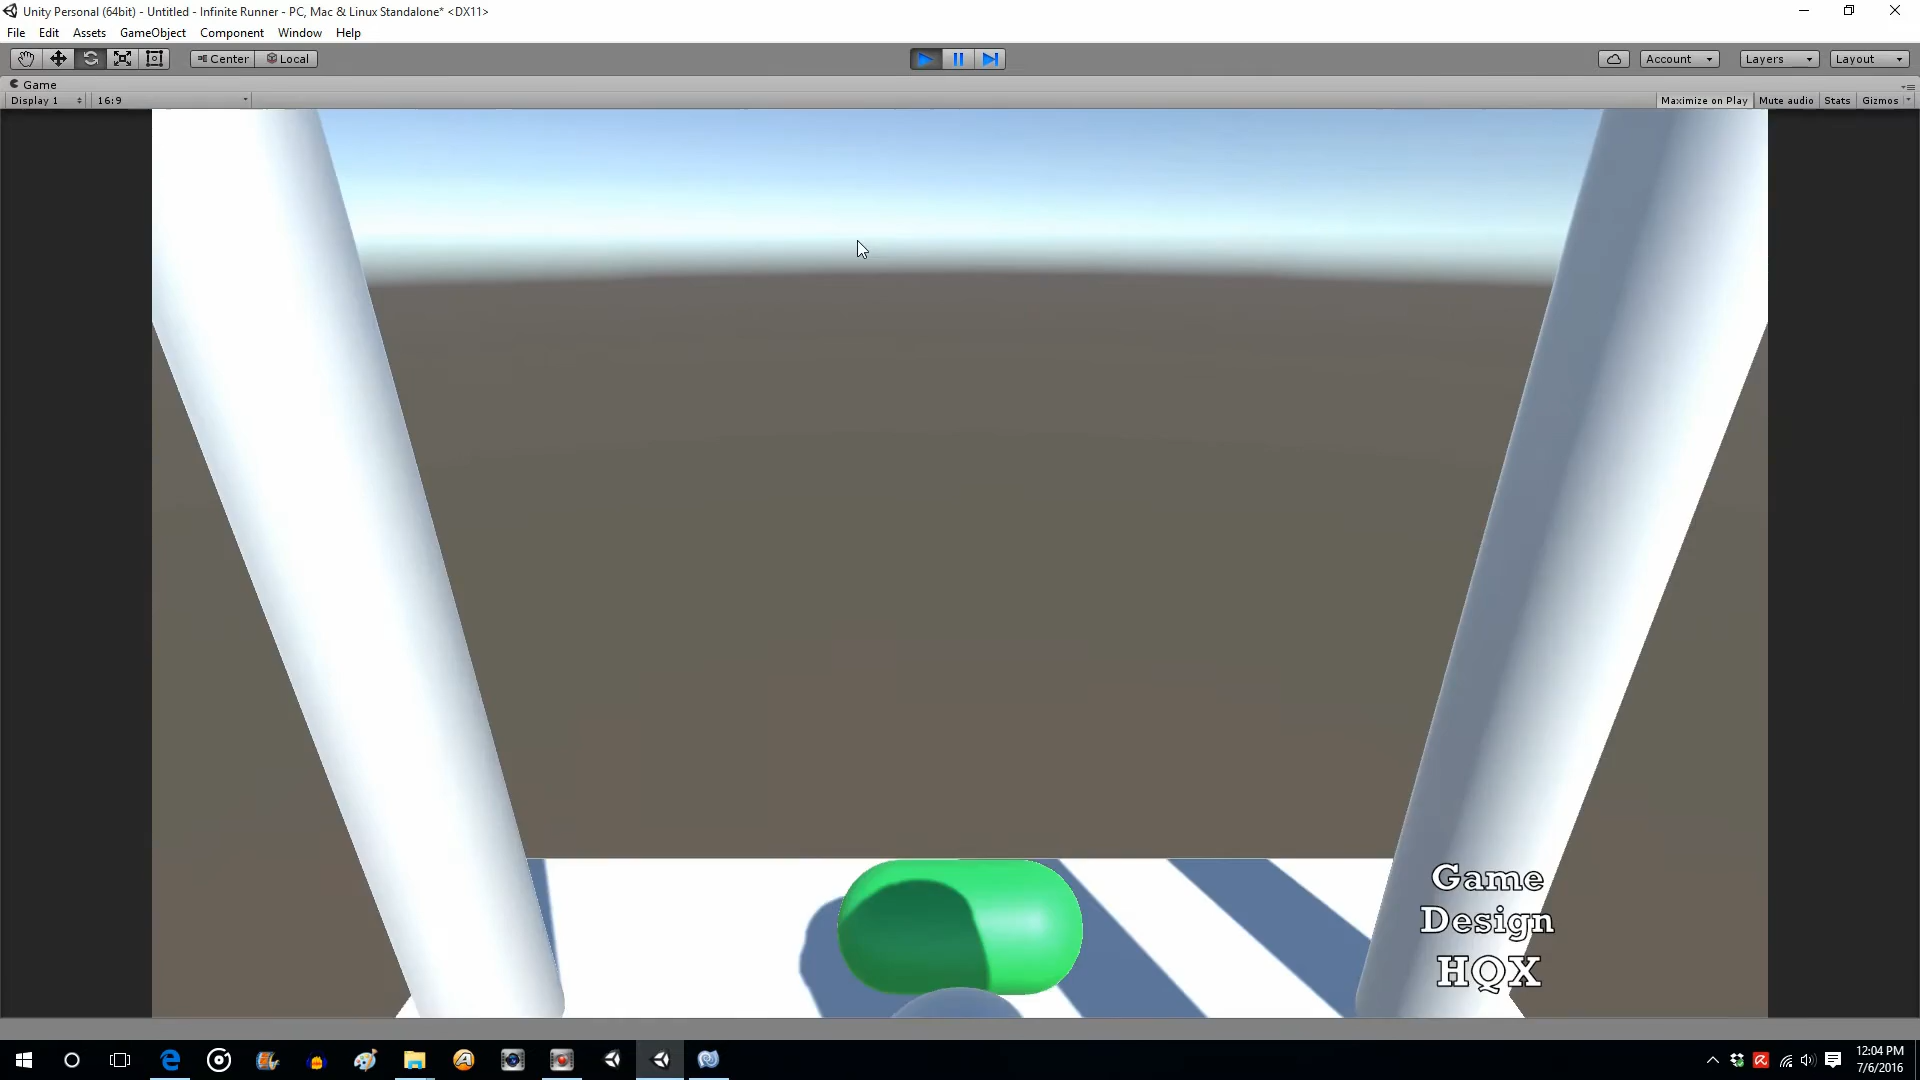 Unity Personal (64bit) - Untitled - Infinite Runner - PC, Mac & Linux Standalone* <DX11>
File Edit Assets GameObject Component Window Help
Center Local Account Layers Layout
Game
Display 1 16:9 Maximize on Play Mute audio Stats Gizmos
Game
Design
HQX
12:04 PM
7/6/2016